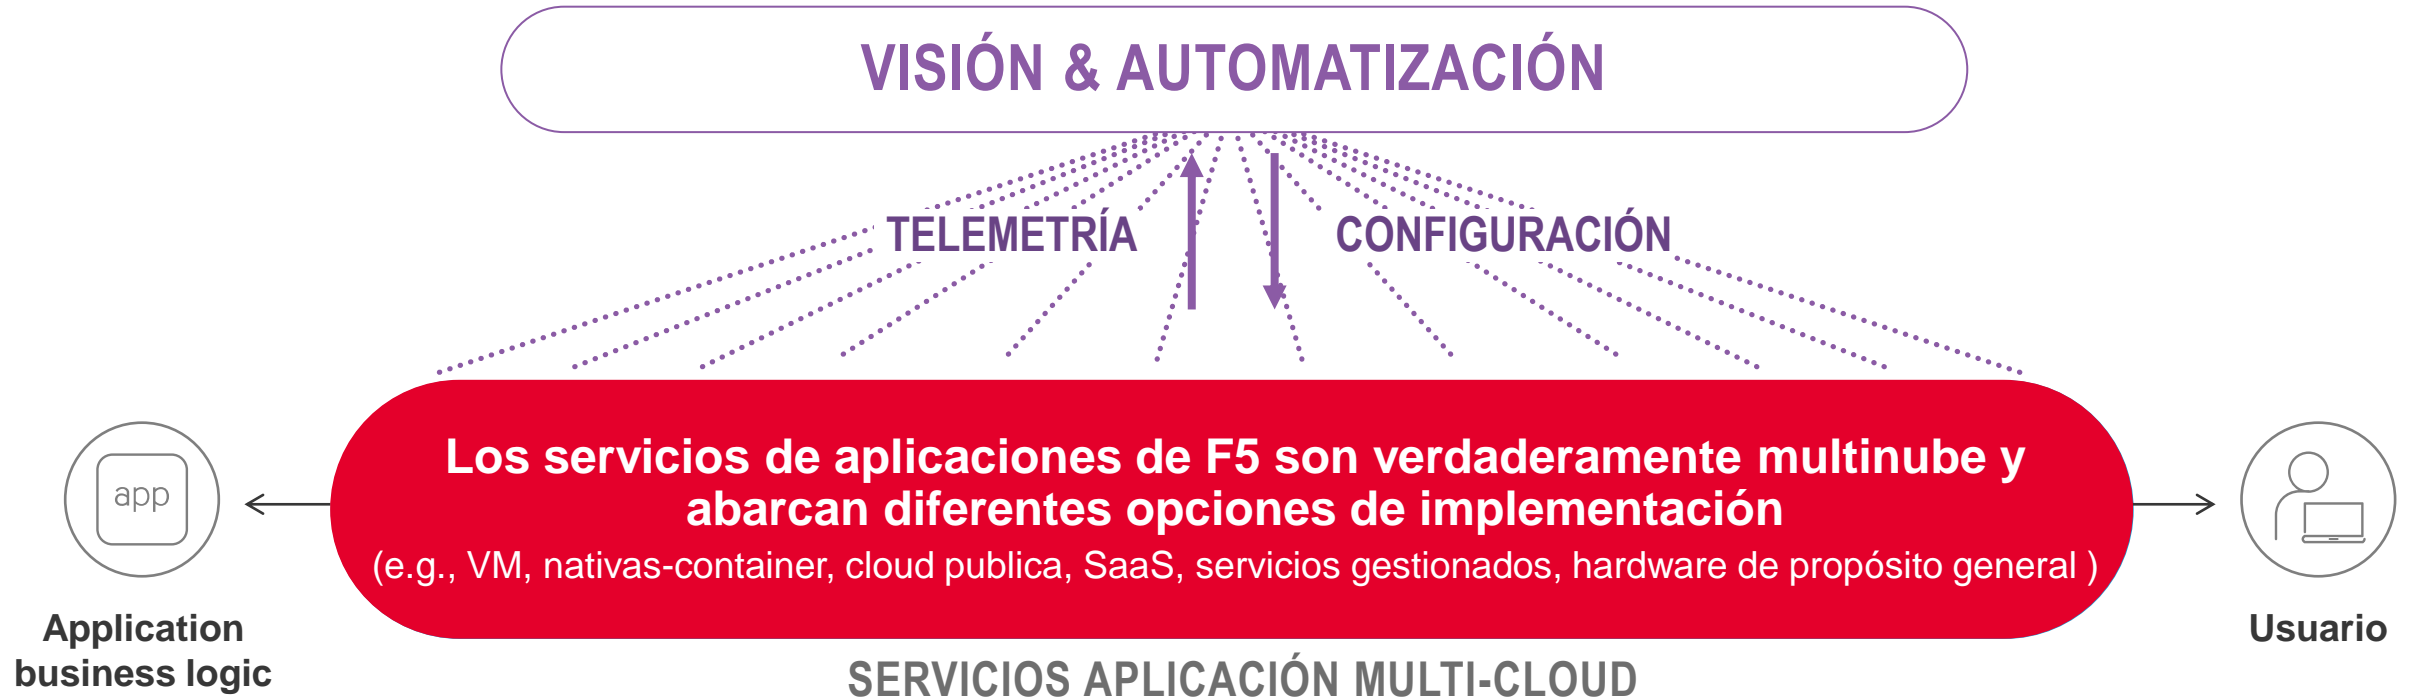 VISIÓN & AUTOMATIZACIÓN
TELEMETRÍA
CONFIGURACIÓN
Los servicios de aplicaciones de F5 son verdaderamente multinube y
abarcan diferentes opciones de implementación
(e.g., VM, nativas-container, cloud publica, SaaS, servicios gestionados, hardware de propósito general )
app
Application
business logic
Usuario
SERVICIOS APLICACIÓN MULTI-CLOUD